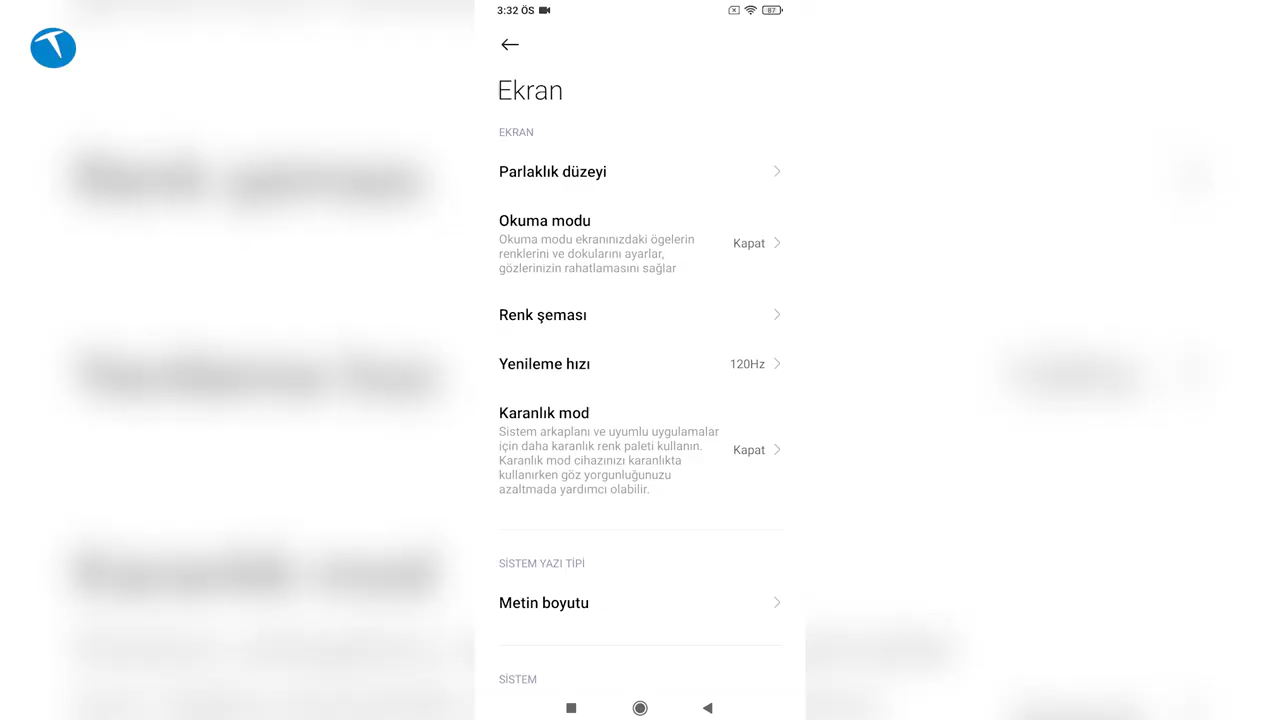 3:32 ÖS
87
Ekran
EKRAN
Parlaklık düzeyi
Okuma modu
Okuma modu ekranınızdaki ögelerin
renklerini ve dokularını ayarlar,
gözlerinizin rahatlamasını sağlar
Kapat
Renk şeması
Yenileme hızı
120Hz
Karanlık mod
Sistem arkaplanı ve uyumlu uygulamalar
için daha karanlık renk paleti kullanın.
Karanlık mod cihazınızı karanlıkta
kullanırken göz yorgunluğunuzu
azaltmada yardımcı olabilir.
Kapat
SİSTEM YAZI TİPİ
Metin boyutu
SİSTEM